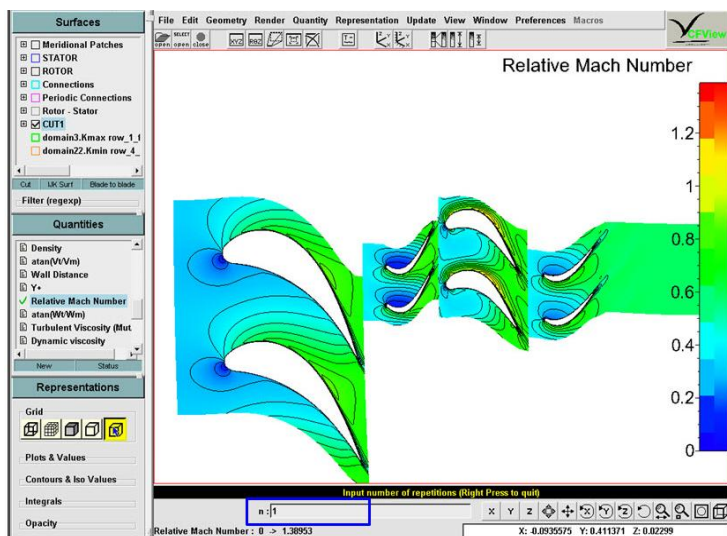 Surfaces
Meridional Patches
STATOR
ROTOR
Connections
Periodic Connections
Rotor - Stator
CUT1
domain3.Kmax row_1_1
domain22.Kmin row_4_
Cut
I/K Surf
Blade to blade
Filter (regexp)
Quantities
Density
atan(Vt/Vm)
Wall Distance
Y+
Relative Mach Number
atan(Wt/Wm)
Turbulent Viscosity (Mut
Dynamic viscosity
New
Status
Representations
Grid
Plots & Values
Contours & Iso Values
Integrals
Opacity
File Edit Geometry Render Quantity Representation Update View Window Preferences Macros
open
SELECT
open
close
XYZ
CFView
Relative Mach Number
1.2
1
0.8
0.6
0.4
0.2
0
Input number of repetitions (Right Press to quit)
n : 1
X Y Z
Relative Mach Number : 0 -> 1.38953
X: -0.0935575 Y: 0.411371 Z: 0.02299